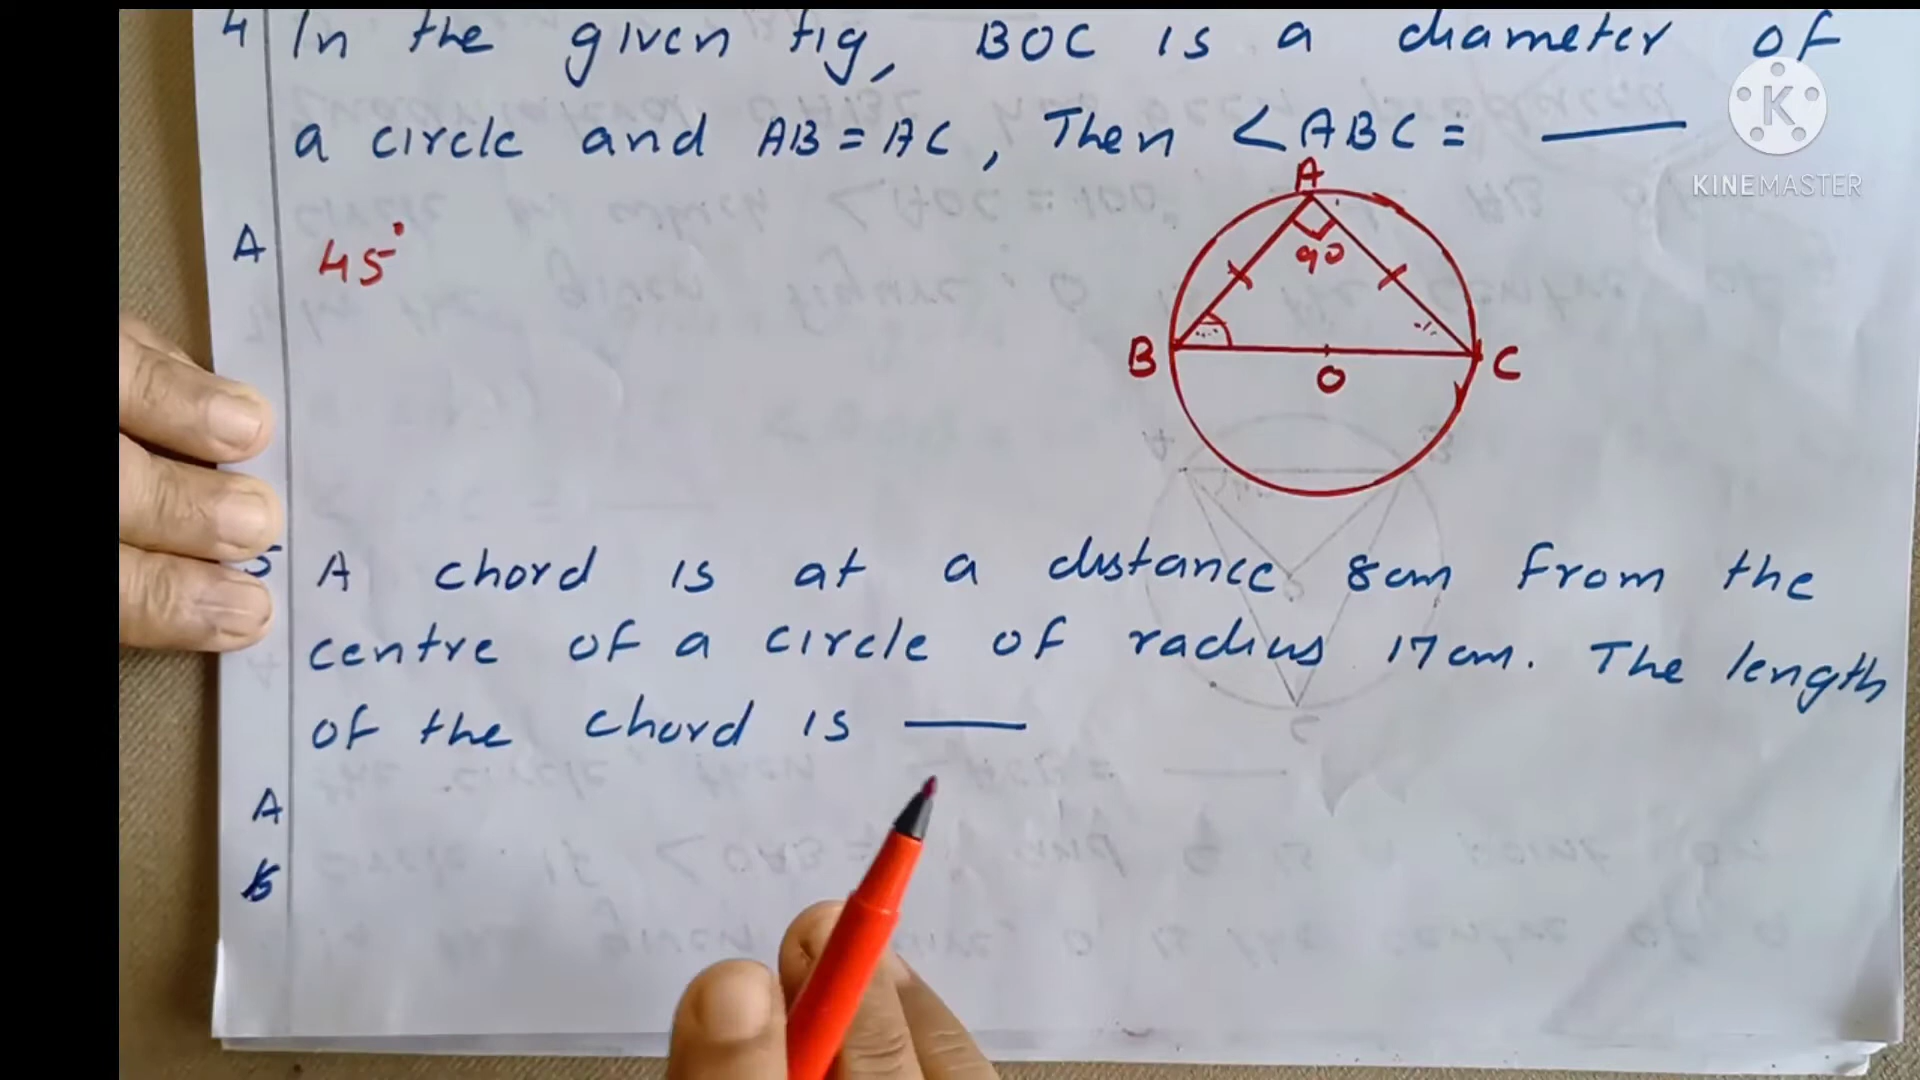 4 In the given fig, BOC is a diameter of
a circle and AB = AC, Then ∠ABC = ___
K
KINEMASTER
A 45°
A
90
B O C
5 A chord is at a distance 8cm from the
centre of a circle of radius 17cm. The length
of the chord is ___
A